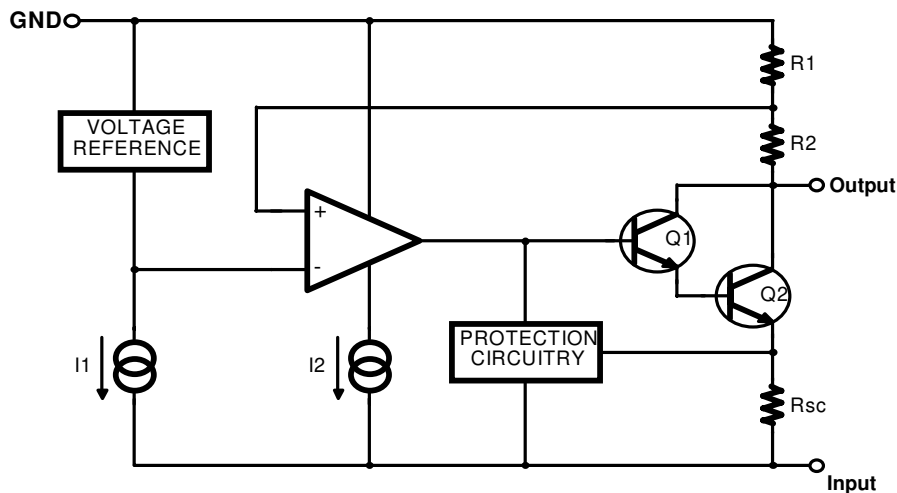 GND
R1
VOLTAGE
REFERENCE
R2
Output
+
Q1
-
Q2
I1
I2
PROTECTION
CIRCUITRY
Rsc
Input